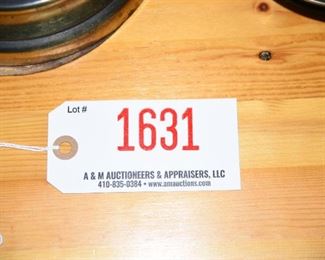 Lot #
1631
A & M AUCTIONEERS & APPRAISERS, LLC
410-835-0384 • www.amauctions.com